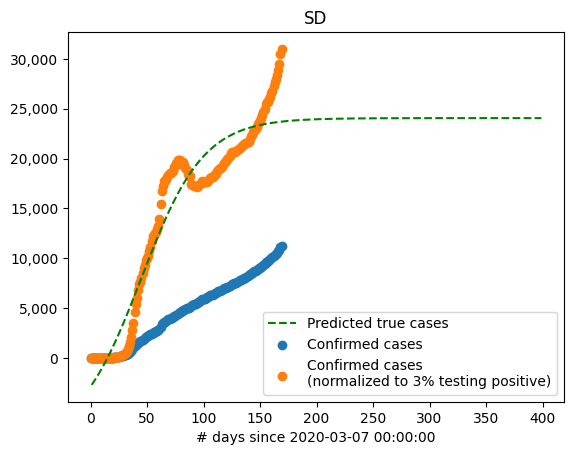 SD
30,000
25,000
20,000
15,000
10,000
5,000
0
Predicted true cases
Confirmed cases
Confirmed cases
(normalized to 3% testing positive)
0 50 100 150 200 250 300 350 400
# days since 2020-03-07 00:00:00